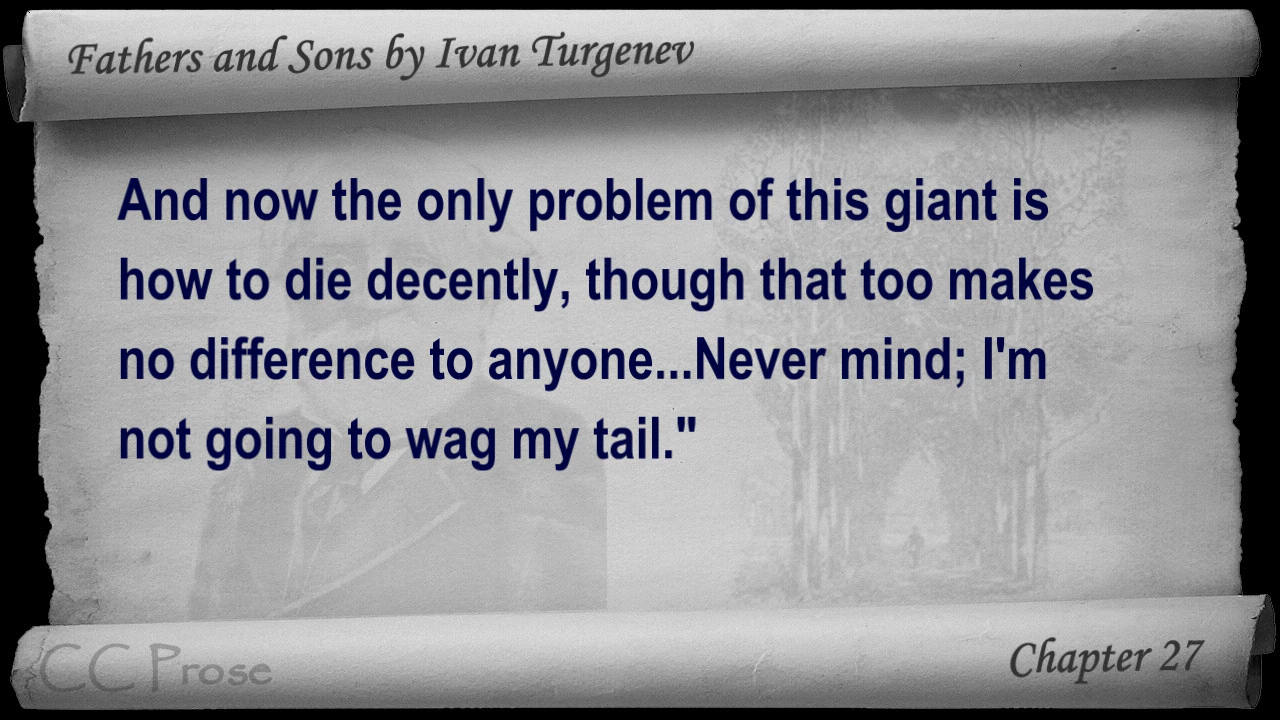 Fathers and Sons by Ivan Turgenev
And now the only problem of this giant is
how to die decently, though that too makes
no difference to anyone...Never mind; I'm
not going to wag my tail."
CC Prose
Chapter 27